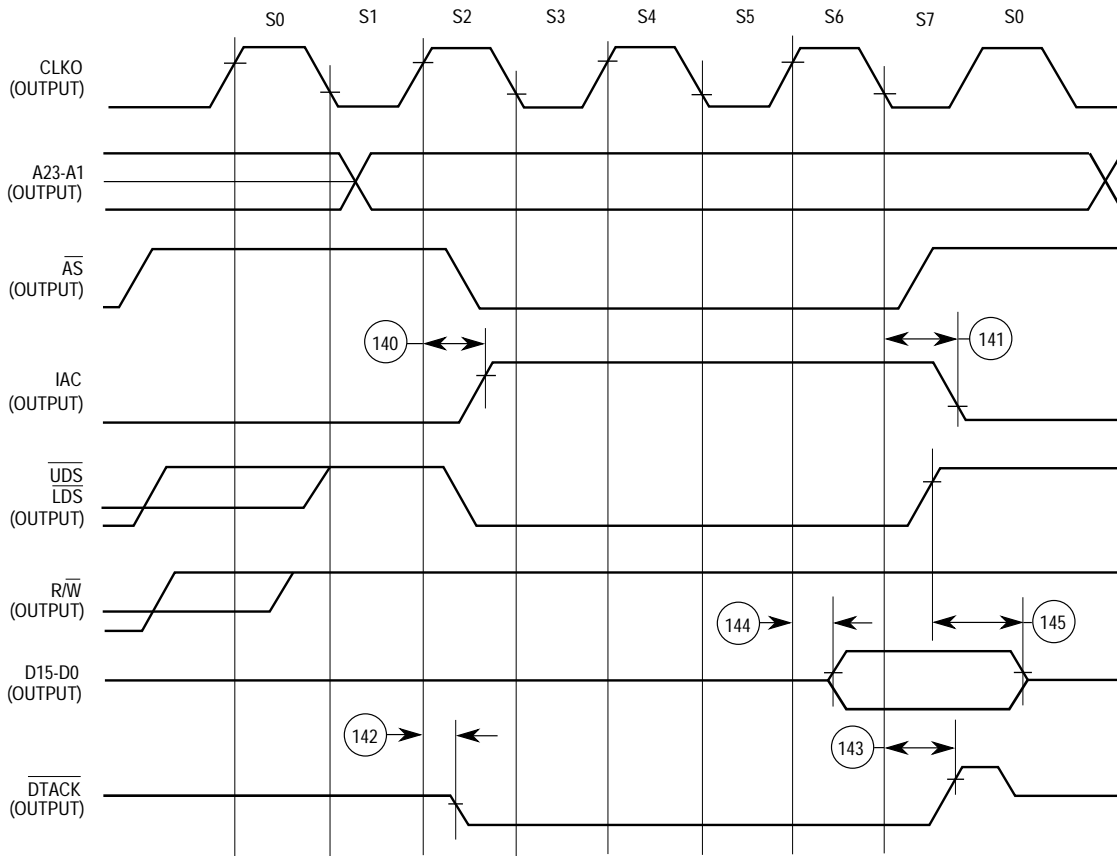 S0 S1 S2 S3 S4 S5 S6 S7 S0
CLKO
(OUTPUT)
A23-A1
(OUTPUT)
AS
(OUTPUT)
140
141
IAC
(OUTPUT)
UDS
LDS
(OUTPUT)
R/W
(OUTPUT)
144
145
D15-D0
(OUTPUT)
142
143
DTACK
(OUTPUT)